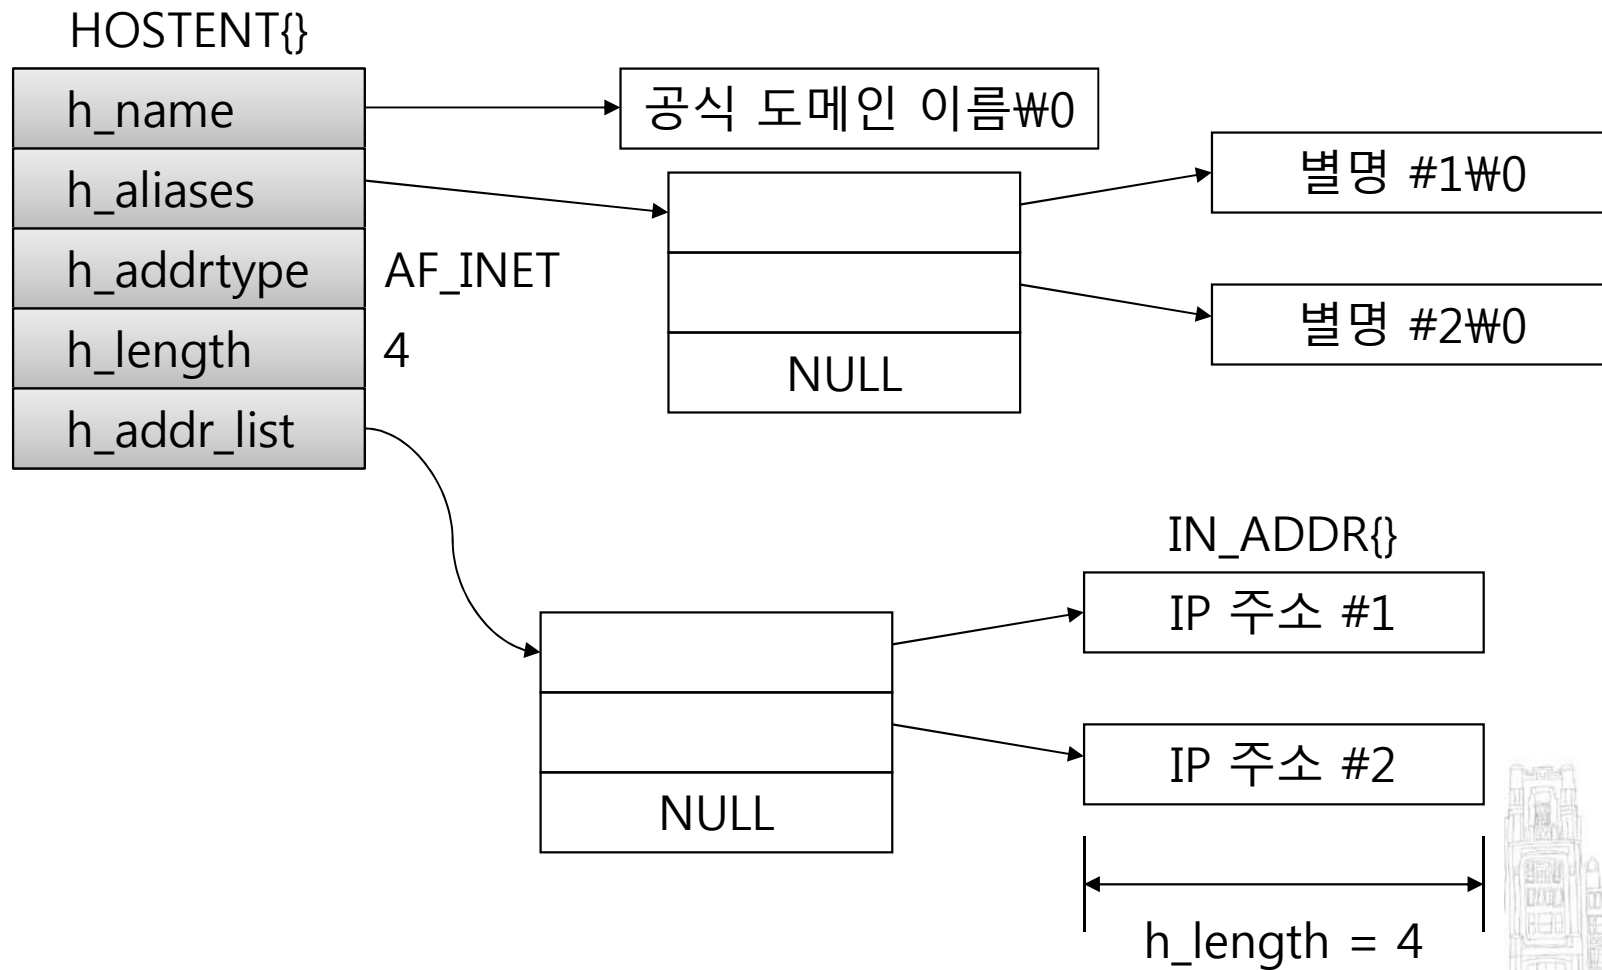 HOSTENT{}
h_name
공식 도메인 이름₩0
h_aliases
별명 #1₩0
h_addrtype
AF_INET
별명 #2₩0
h_length
4
NULL
h_addr_list
IN_ADDR{}
IP 주소 #1
IP 주소 #2
NULL
h_length = 4